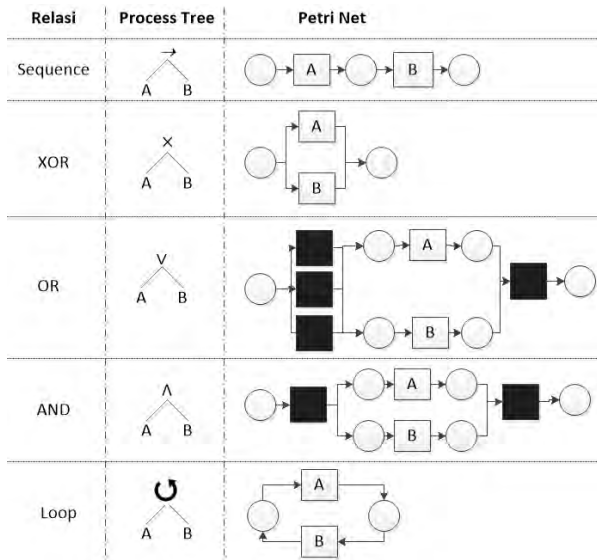 Relasi Process Tree Petri Net
Sequence → A B A B
XOR × A B A B
OR ∨ A B A B
AND ∧ A B A B
Loop ↺ A B A B